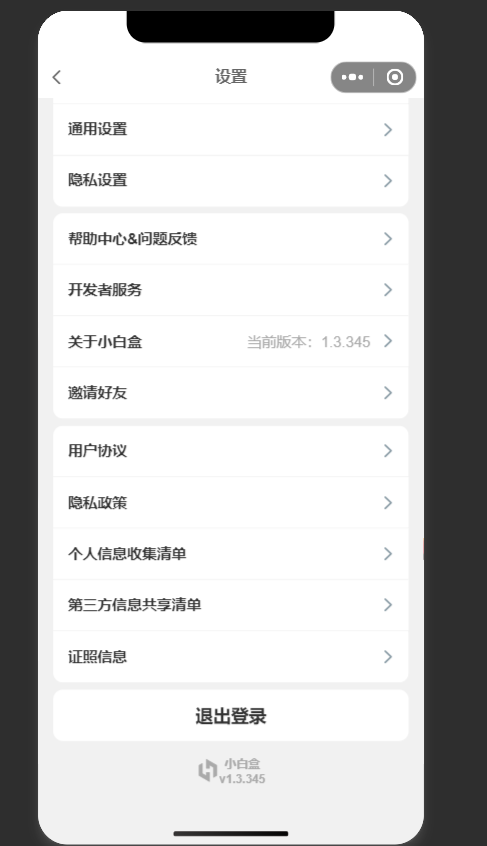 设置
通用设置
隐私设置
帮助中心&问题反馈
开发者服务
关于小白盒 当前版本：1.3.345
邀请好友
用户协议
隐私政策
个人信息收集清单
第三方信息共享清单
证照信息
退出登录
小白盒
v1.3.345